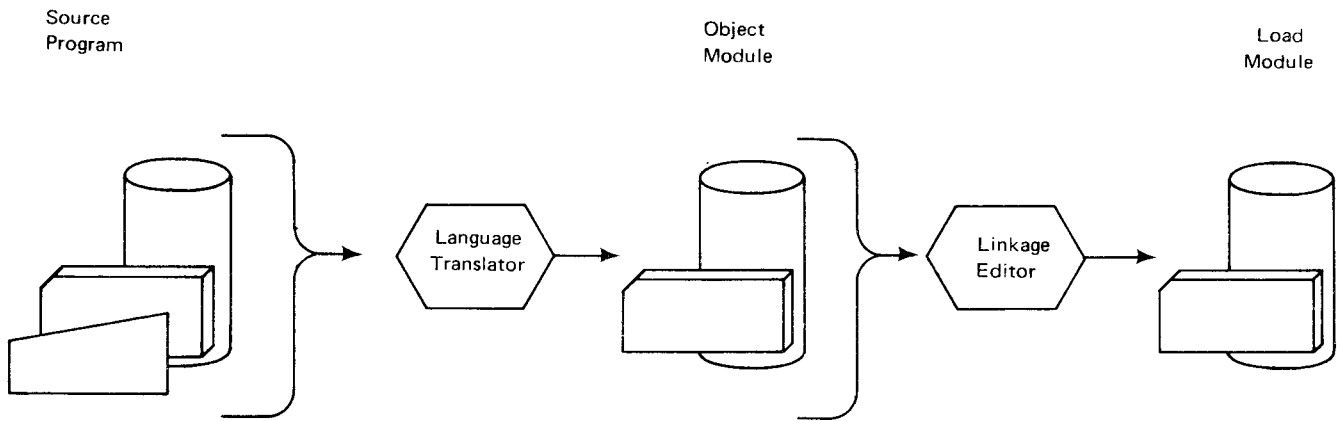 Source
Program
Object
Module
Load
Module
Language
Translator
Linkage
Editor